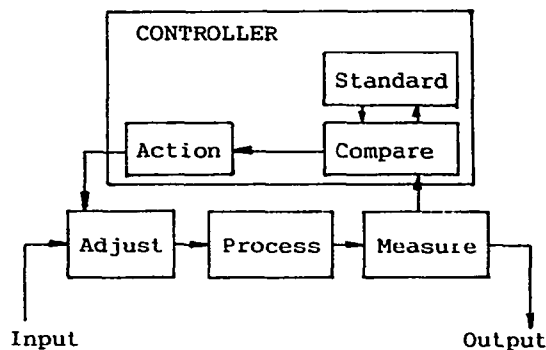 CONTROLLER
Standard
Action
Compare
Adjust
Process
Measure
Input
Output